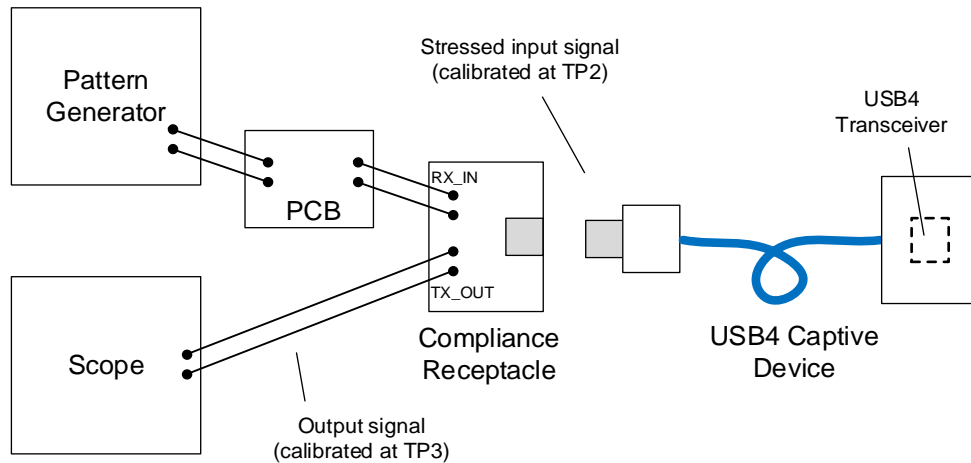 Pattern
Generator
PCB
RX_IN
TX_OUT
Compliance
Receptacle
Stressed input signal
(calibrated at TP2)
USB4
Transceiver
USB4 Captive
Device
Scope
Output signal
(calibrated at TP3)